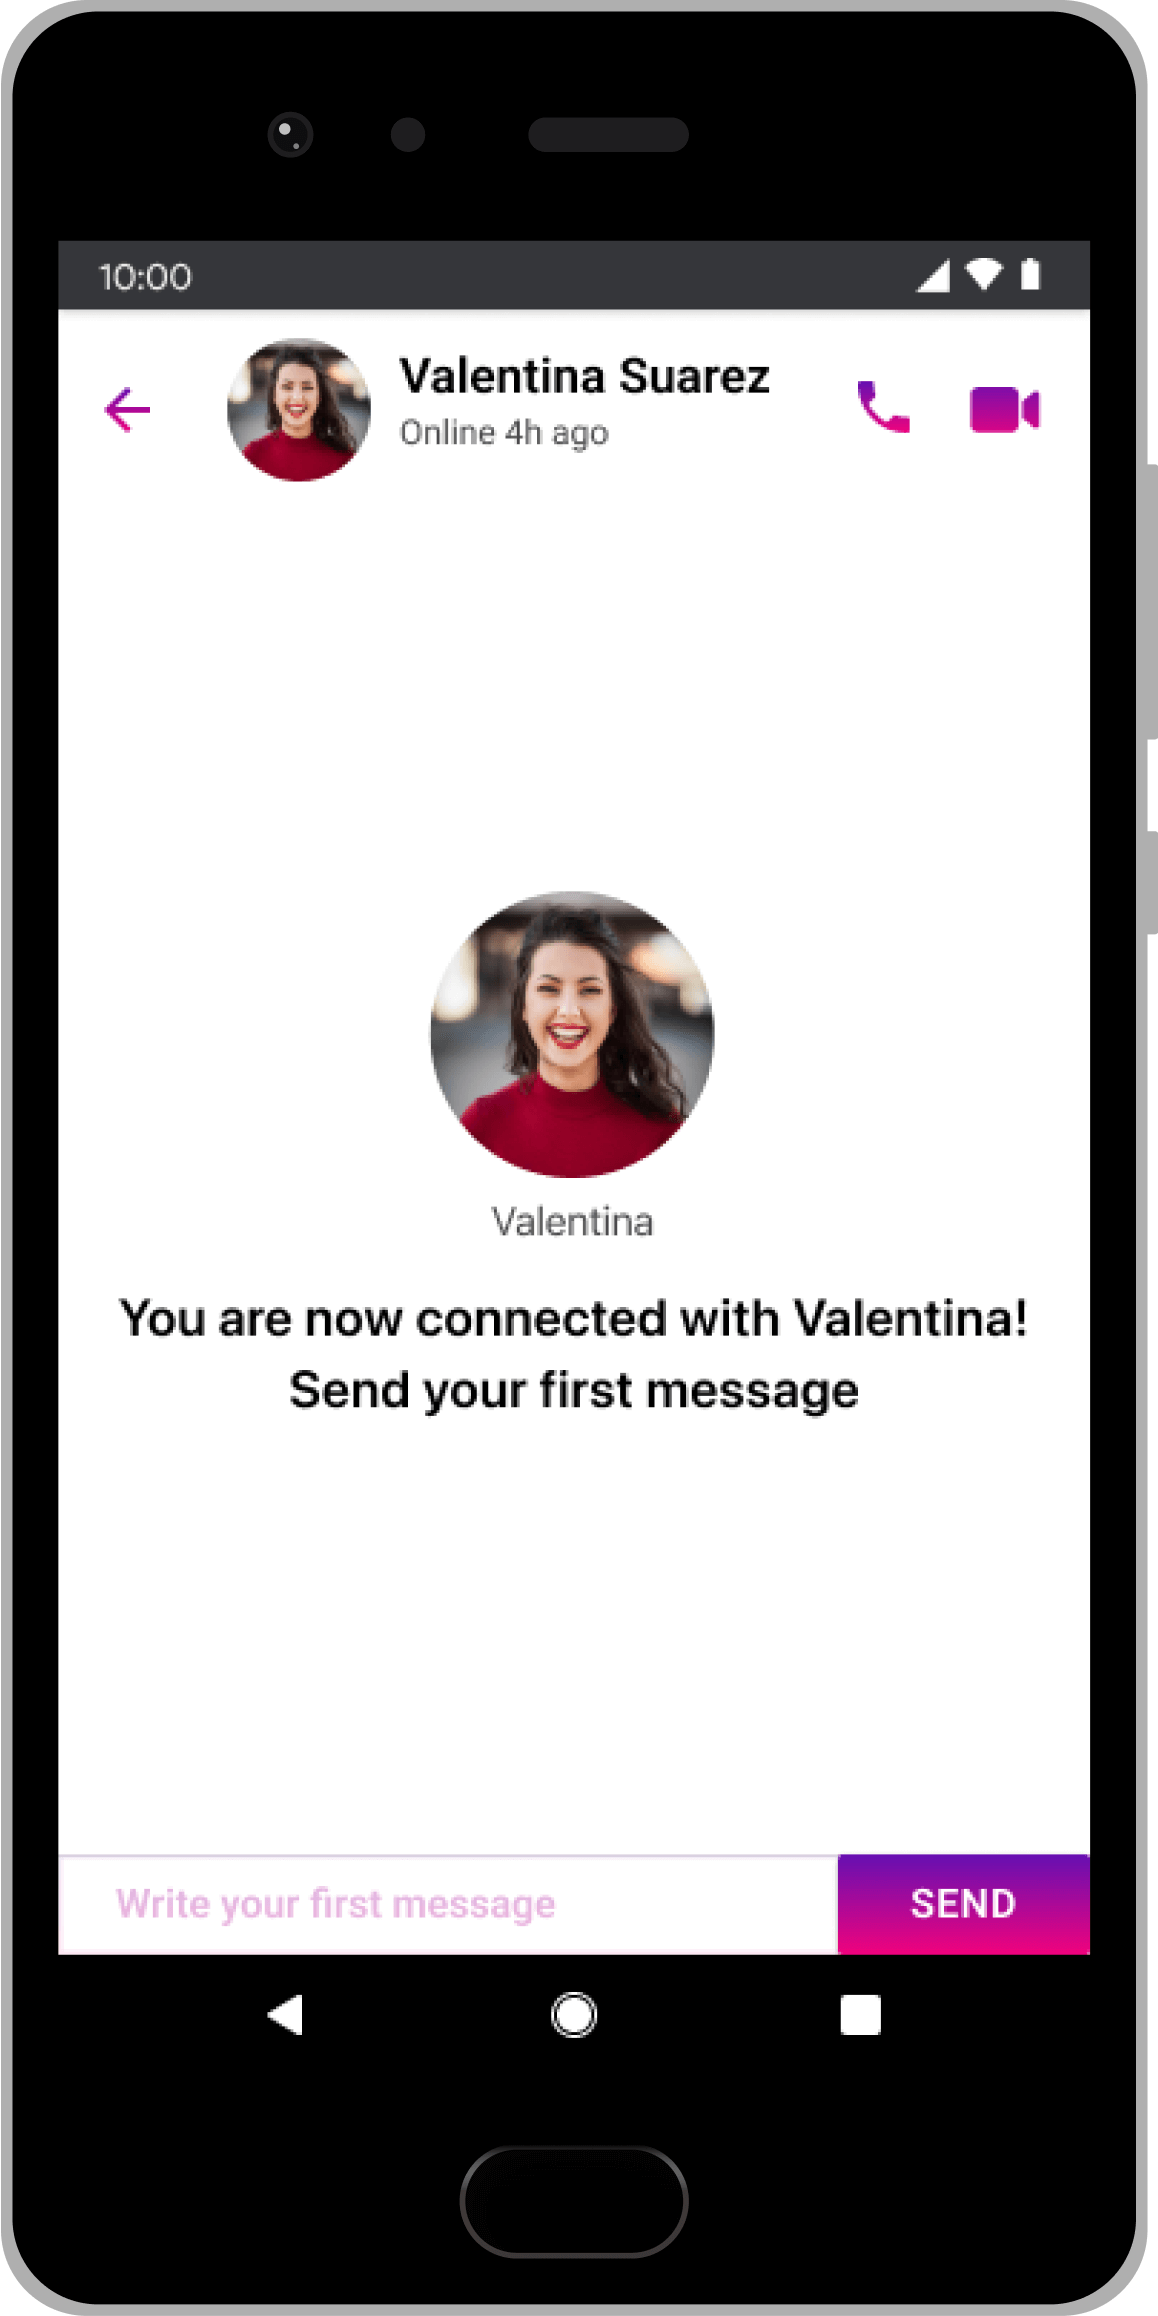 10:00
Valentina Suarez
Online 4h ago
Valentina
You are now connected with Valentina!
Send your first message
Write your first message
SEND